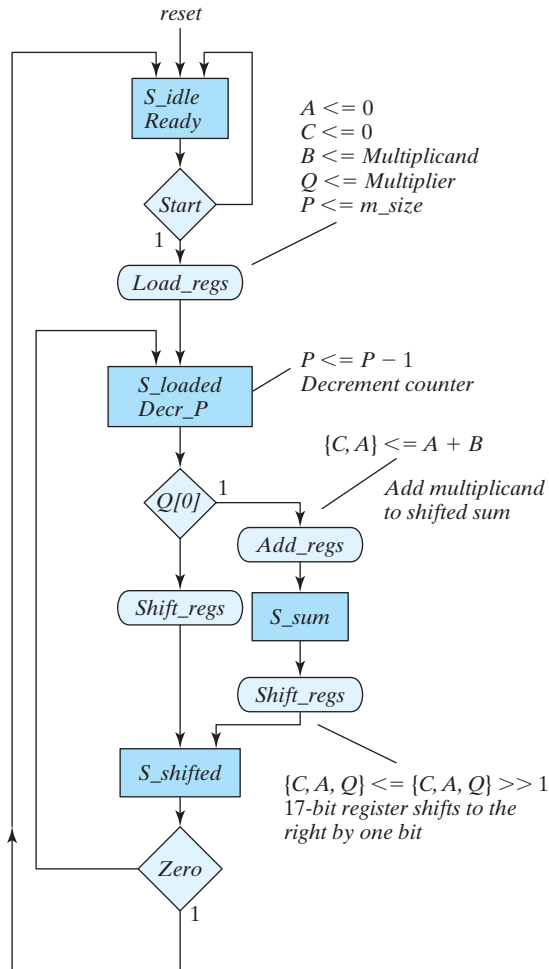 reset
S_idle
Ready
A <= 0
C <= 0
B <= Multiplicand
Q <= Multiplier
P <= m_size
Start
1
Load_regs
S_loaded
Decr_P
P <= P − 1
Decrement counter
{C, A} <= A + B
Q[0]
1
Add multiplicand
to shifted sum
Add_regs
Shift_regs
S_sum
Shift_regs
S_shifted
{C, A, Q} <= {C, A, Q} >> 1
17-bit register shifts to the
right by one bit
Zero
1